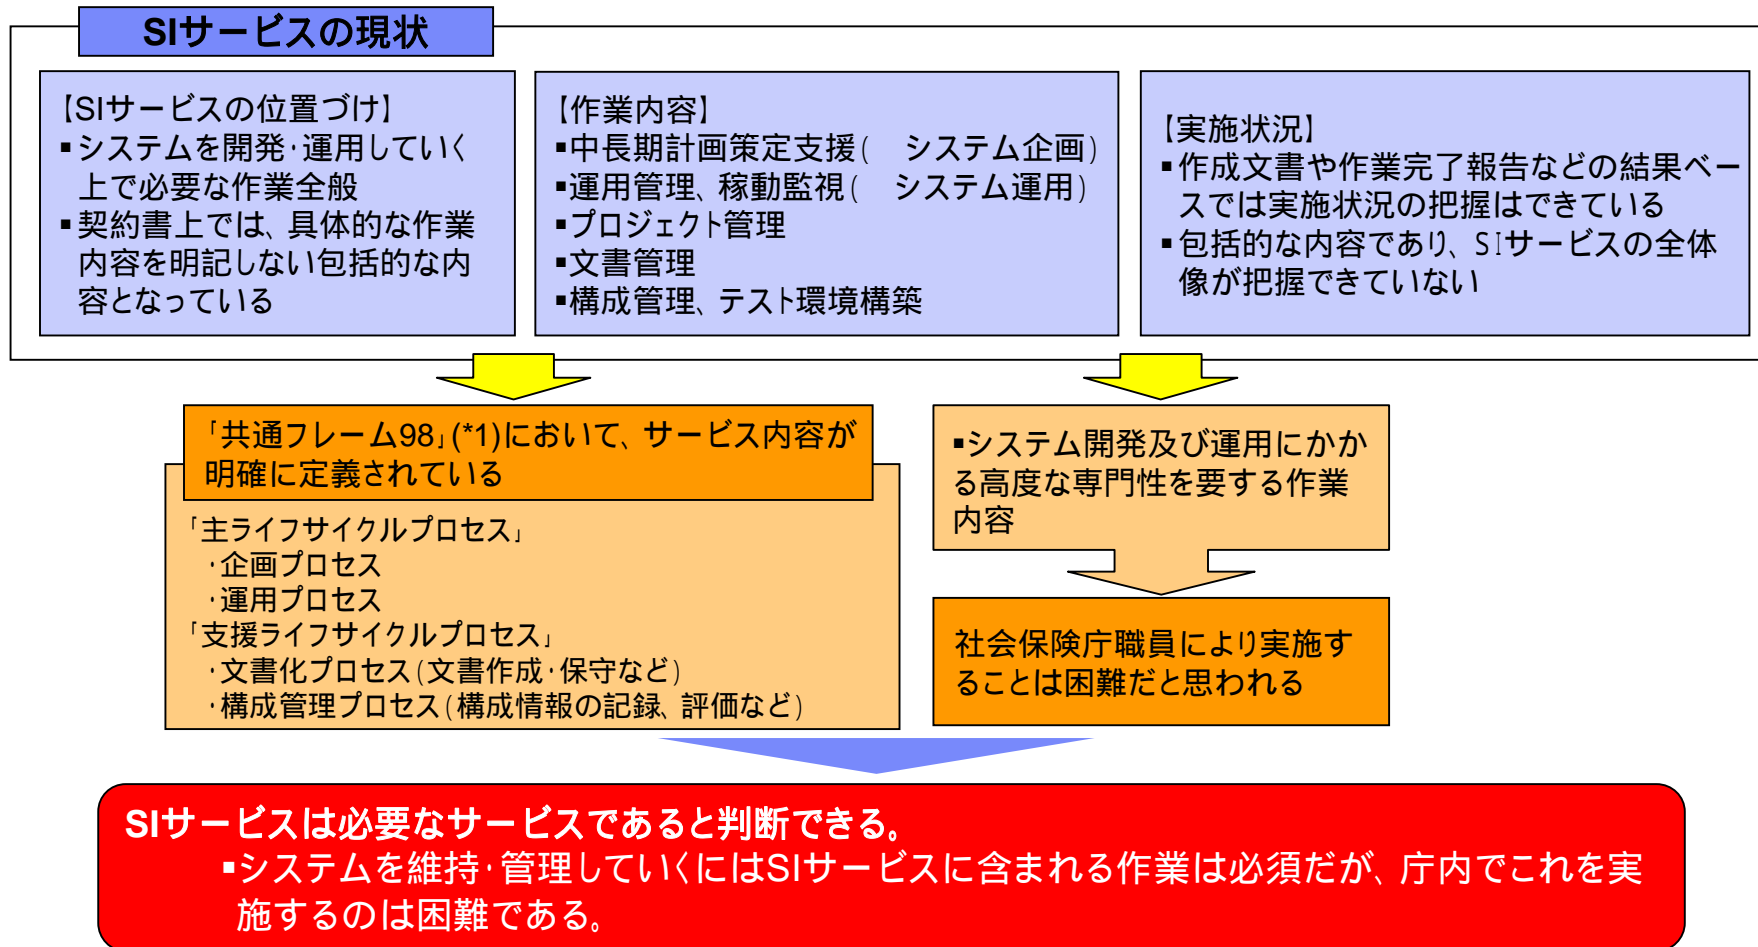 SIサービスの現状
【SIサービスの位置づけ】
▪システムを開発・運用していく
上で必要な作業全般
▪契約書上では、具体的な作業
内容を明記しない包括的な内
容となっている
【作業内容】
▪中長期計画策定支援(　システム企画)
▪運用管理、稼動監視(　システム運用)
▪プロジェクト管理
▪文書管理
▪構成管理、テスト環境構築
【実施状況】
▪作成文書や作業完了報告などの結果ベー
スでは実施状況の把握はできている
▪包括的な内容であり、SIサービスの全体
像が把握できていない
「共通フレーム98」(*1)において、サービス内容が
明確に定義されている
「主ライフサイクルプロセス」
・企画プロセス
・運用プロセス
「支援ライフサイクルプロセス」
・文書化プロセス(文書作成・保守など)
・構成管理プロセス(構成情報の記録、評価など)
▪システム開発及び運用にかか
る高度な専門性を要する作業
内容
社会保険庁職員により実施す
ることは困難だと思われる
SIサービスは必要なサービスであると判断できる。
▪システムを維持・管理していくにはSIサービスに含まれる作業は必須だが、庁内でこれを実
施するのは困難である。